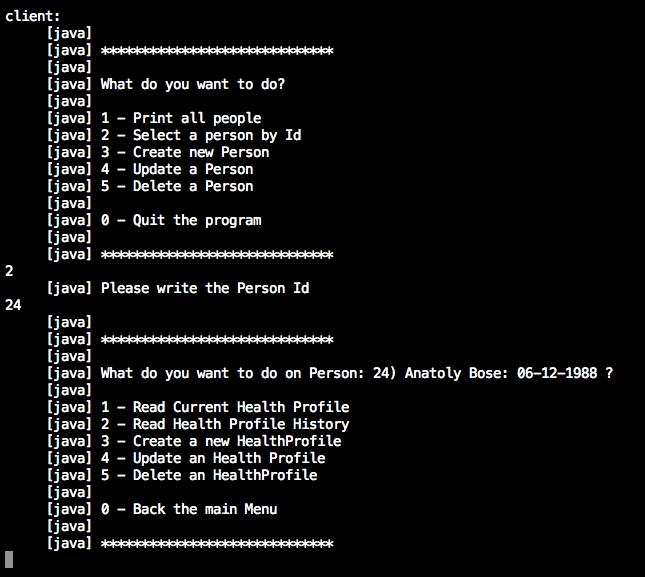 client:
[java]
[java] *****************************
[java]
[java] What do you want to do?
[java]
[java] 1 – Print all people
[java] 2 – Select a person by Id
[java] 3 – Create new Person
[java] 4 – Update a Person
[java] 5 – Delete a Person
[java]
[java] 0 – Quit the program
[java]
[java] *****************************
2
[java] Please write the Person Id
24
[java]
[java] *****************************
[java]
[java] What do you want to do on Person: 24) Anatoly Bose: 06-12-1988 ?
[java]
[java] 1 – Read Current Health Profile
[java] 2 – Read Health Profile History
[java] 3 – Create a new HealthProfile
[java] 4 – Update an Health Profile
[java] 5 – Delete an HealthProfile
[java]
[java] 0 – Back the main Menu
[java]
[java] *****************************